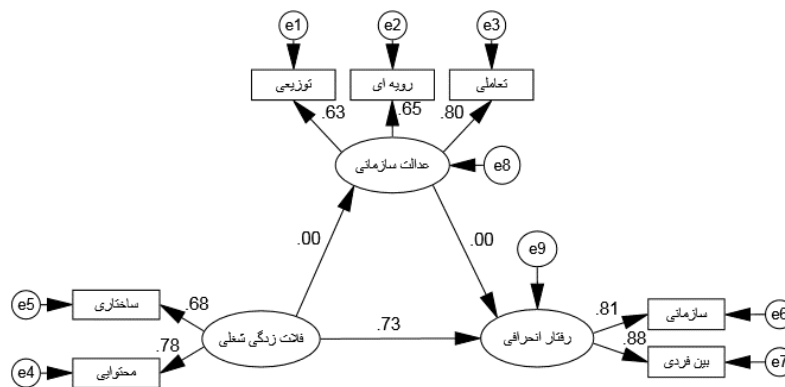 e1
e2
e3
توزیعی
رویه ای
تعاملی
.63
.65
.80
عدالت سازمانی
e8
.00
.00
e9
e5
ساختاری
.68
فلات زدگی شغلی
.73
رفتار انحرافی
.81
سازمانی
e6
e4
محتوایی
.78
.88
بین فردی
e7